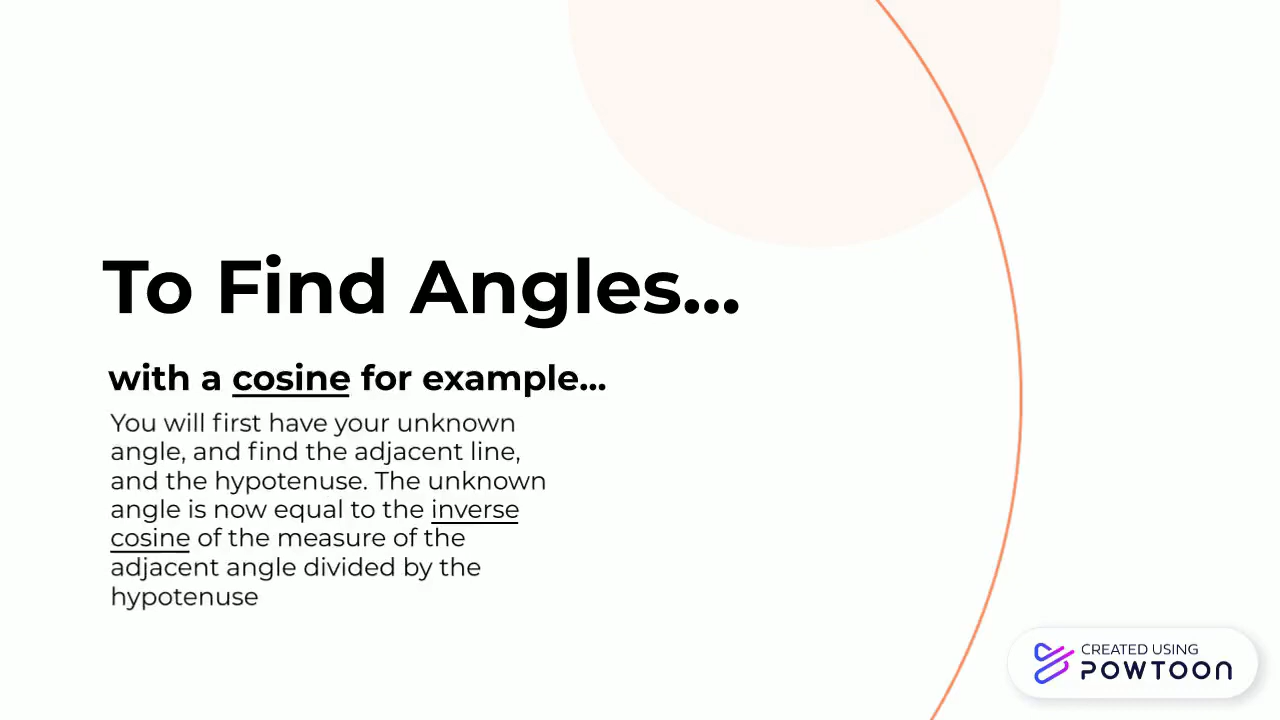 To Find Angles...
with a cosine for example...
You will first have your unknown
angle, and find the adjacent line,
and the hypotenuse. The unknown
angle is now equal to the inverse
cosine of the measure of the
adjacent angle divided by the
hypotenuse
CREATED USING
POWTOON